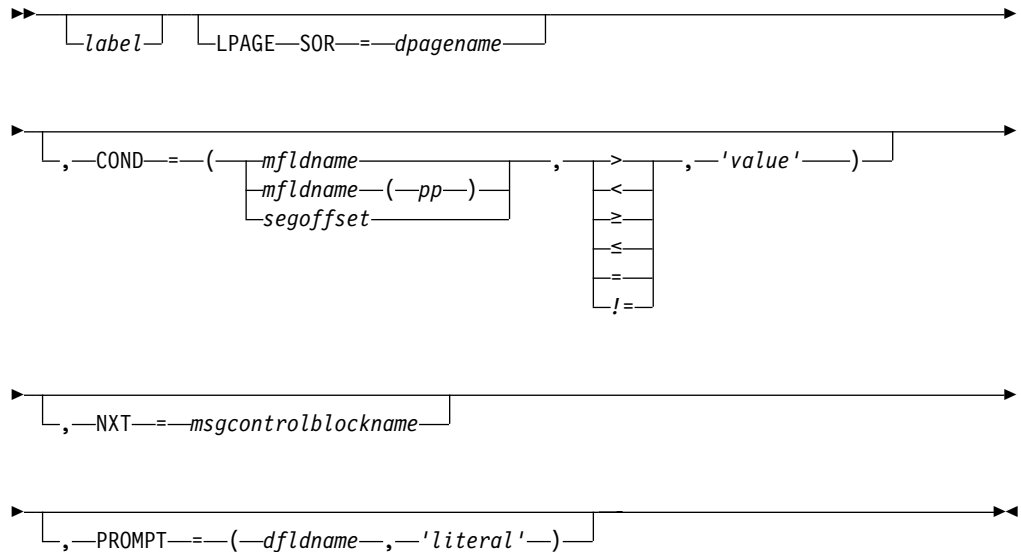 label LPAGE SOR = dpagename
, COND = ( mfldname , > , 'value' )
mfldname ( pp ) <
segoffset ≥
≤
=
!=
, NXT = msgcontrolblockname
, PROMPT = ( dfldname , 'literal' )